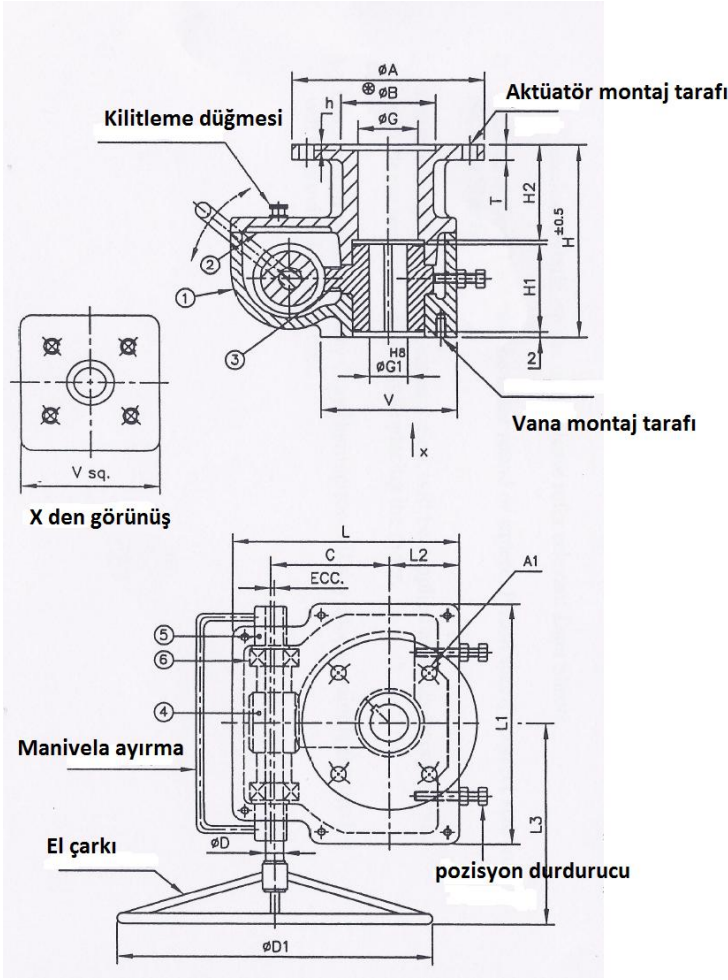 øA
⊛ øB
øG
h
Aktüatör montaj tarafı
Kilitleme düğmesi
T
H2
H ±0.5
H1
2
1
2
3
H8
øG1
V
Vana montaj tarafı
x
V sq.
X den görünüş
L
C
L2
ECC.
A1
5
6
4
L1
L3
Manivela ayırma
øD
El çarkı
pozisyon durdurucu
øD1